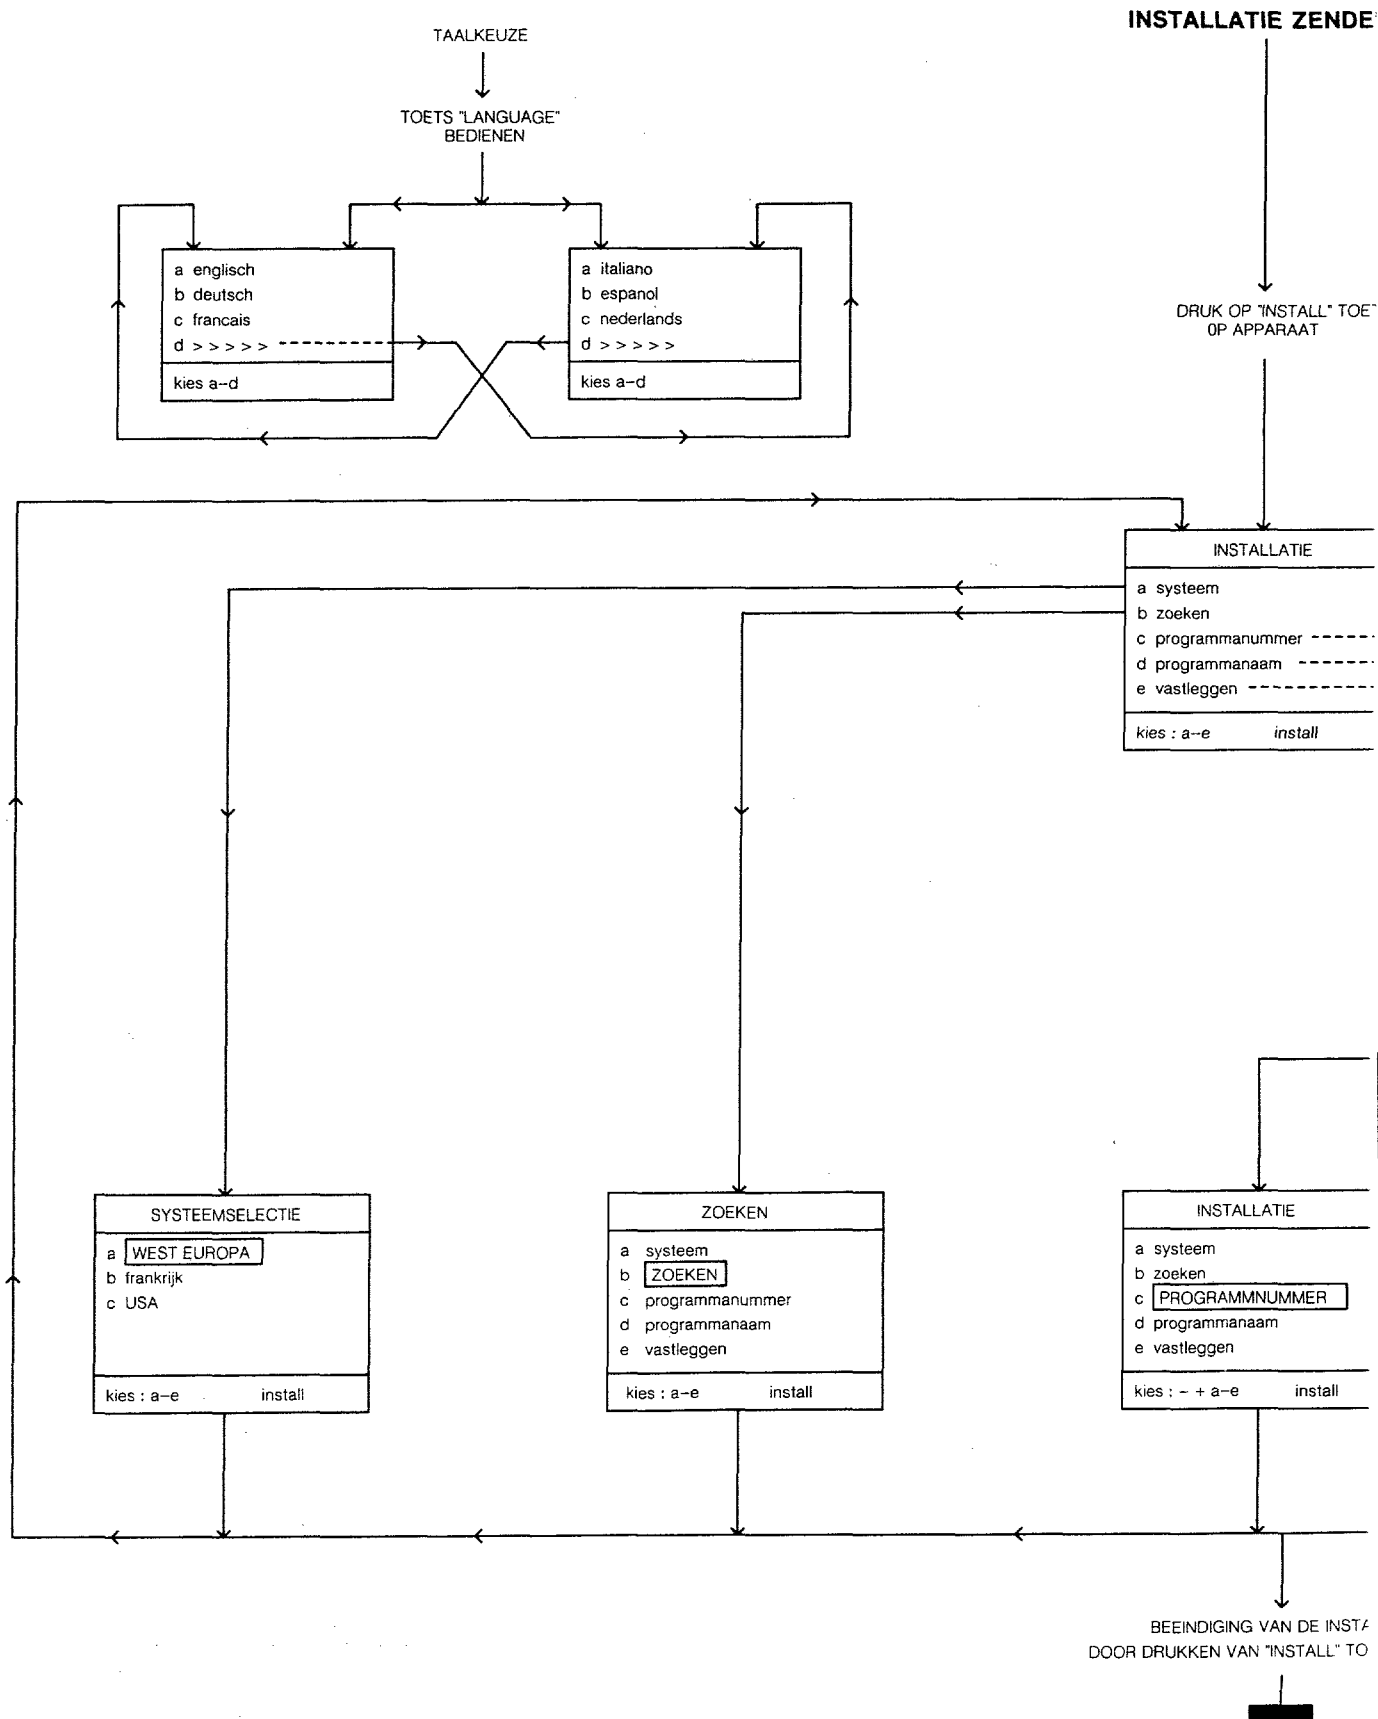 INSTALLATIE ZENDE
TAALKEUZE
TOETS "LANGUAGE"
BEDIENEN
a englisch
b deutsch
c francais
d > > > > >
kies a-d
a italiano
b espanol
c nederlands
d > > > > >
kies a-d
DRUK OP "INSTALL" TOET
OP APPARAAT
INSTALLATIE
a systeem
b zoeken
c programmanummer
d programmanaam
e vastleggen
kies : a-e install
SYSTEEMSELECTIE
a WEST EUROPA
b frankrijk
c USA
kies : a-e install
ZOEKEN
a systeem
b ZOEKEN
c programmanummer
d programmanaam
e vastleggen
kies : a-e install
INSTALLATIE
a systeem
b zoeken
c PROGRAMMNUMMER
d programmanaam
e vastleggen
kies : - + a-e install
BEEINDIGING VAN DE INSTA
DOOR DRUKKEN VAN "INSTALL" TO